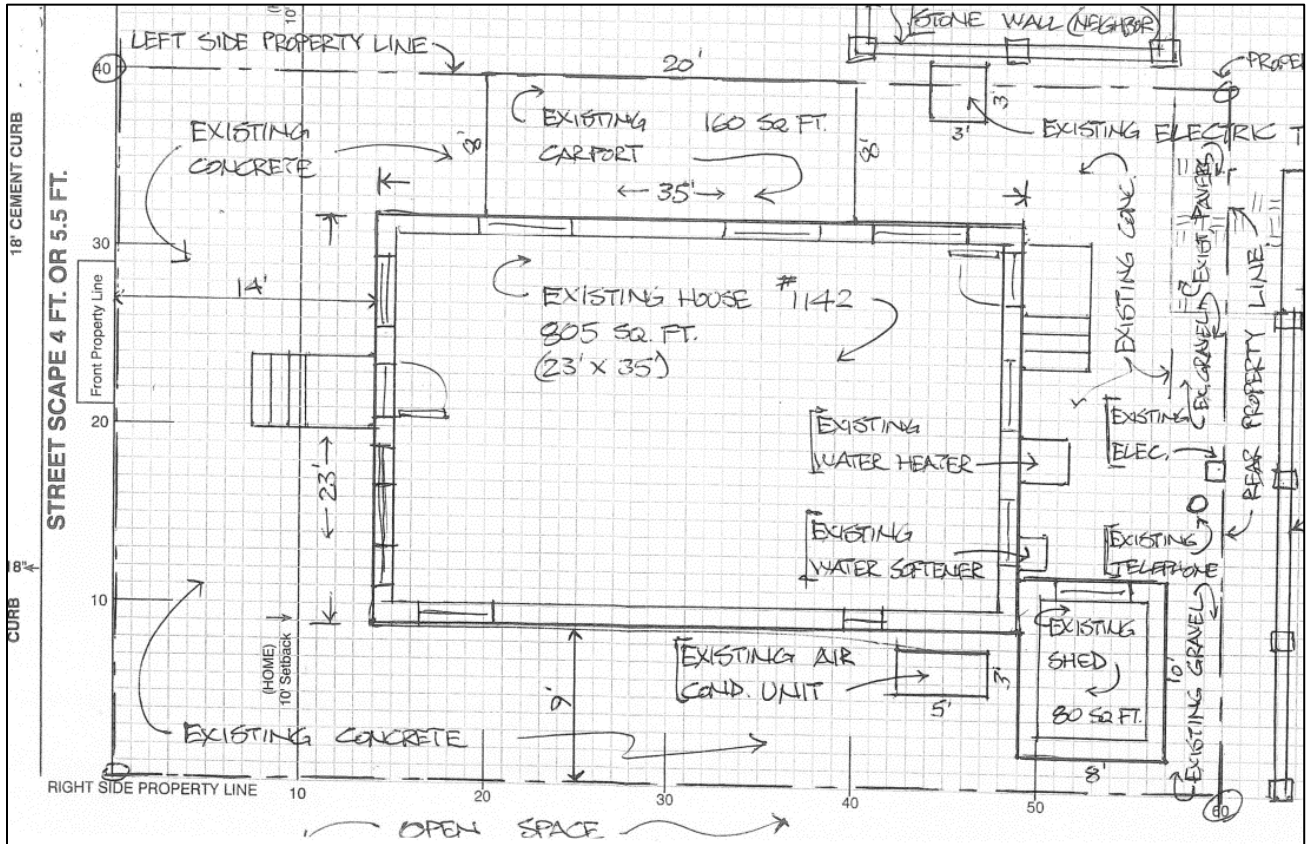 10'
STONE WALL (NEIGHBOR)
LEFT SIDE PROPERTY LINE
20'
40
3'
3'
EXISTING ELECTRIC
EXISTING
CONCRETE
EXISTING 160 SQ FT.
CARPORT
8'
8'
18' CEMENT CURB
STREET SCAPE 4 FT. OR 5.5 FT.
35'
30
Front Property Line
14'
EXISTING HOUSE #1142
805 SQ. FT.
(23' X 35')
EXISTING CONC.
EX. GRAVEL
EXIST. PAVERS
REAR PROPERTY LINE
20
23'
EXISTING
WATER HEATER
EXISTING
ELEC.
EXISTING
WATER SOFTENER
EXISTING
TELEPHONE
18"
CURB
10
(HOME)
10' Setback
9'
EXISTING AIR
COND. UNIT
3'
5'
EXISTING
SHED
80 SQ FT.
10'
8'
EXISTING GRAVEL
EXISTING CONCRETE
RIGHT SIDE PROPERTY LINE
10
20
30
40
50
60
OPEN SPACE